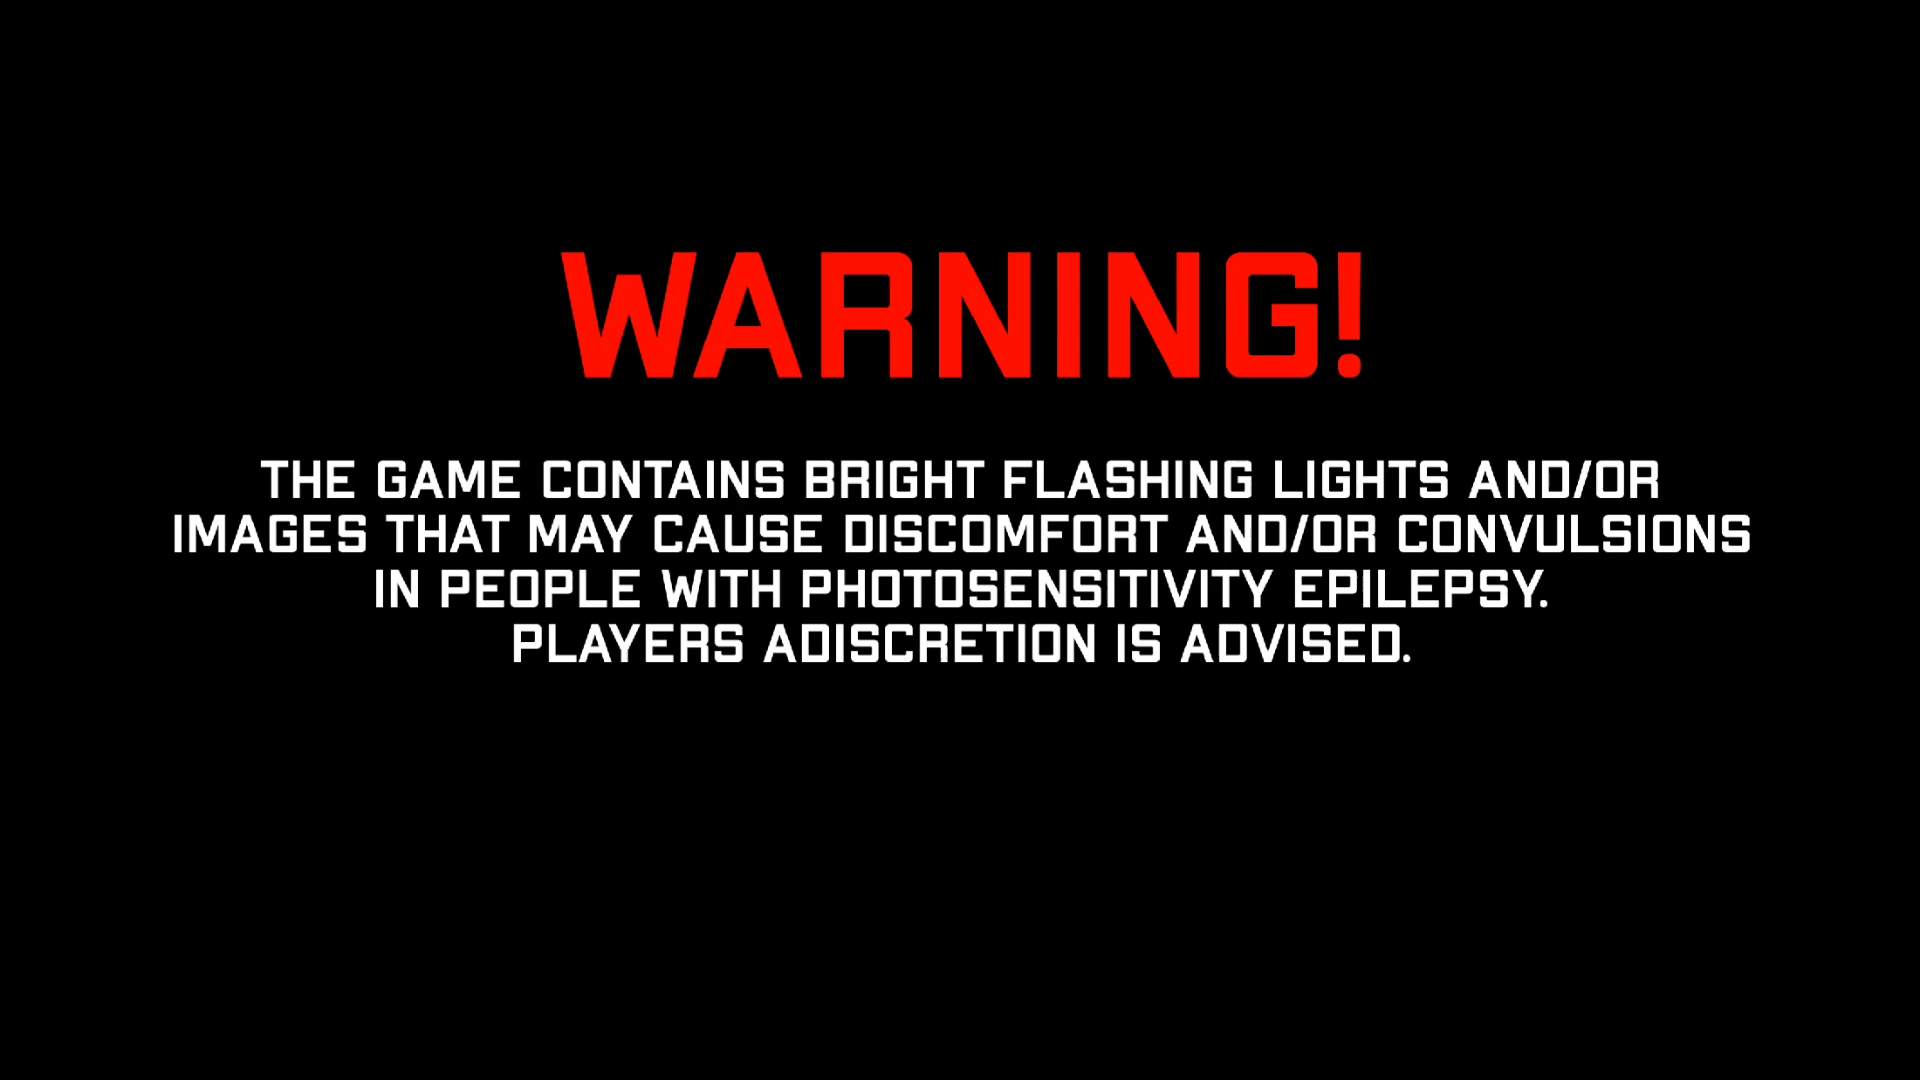 WARNING!
THE GAME CONTAINS BRIGHT FLASHING LIGHTS AND/OR
IMAGES THAT MAY CAUSE DISCOMFORT AND/OR CONVULSIONS
IN PEOPLE WITH PHOTOSENSITIVITY EPILEPSY.
PLAYERS ADISCRETION IS ADVISED.